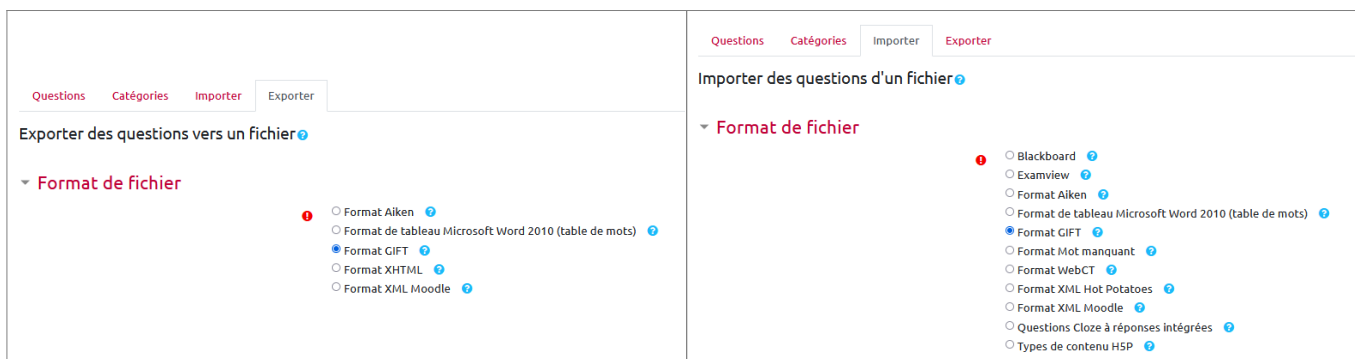 Questions Catégories Importer Exporter
Exporter des questions vers un fichier
Format de fichier
Format Aiken
Format de tableau Microsoft Word 2010 (table de mots)
Format GIFT
Format XHTML
Format XML Moodle
Questions Catégories Importer Exporter
Importer des questions d'un fichier
Format de fichier
Blackboard
Examview
Format Aiken
Format de tableau Microsoft Word 2010 (table de mots)
Format GIFT
Format Mot manquant
Format WebCT
Format XML Hot Potatoes
Format XML Moodle
Questions Cloze à réponses intégrées
Types de contenu H5P